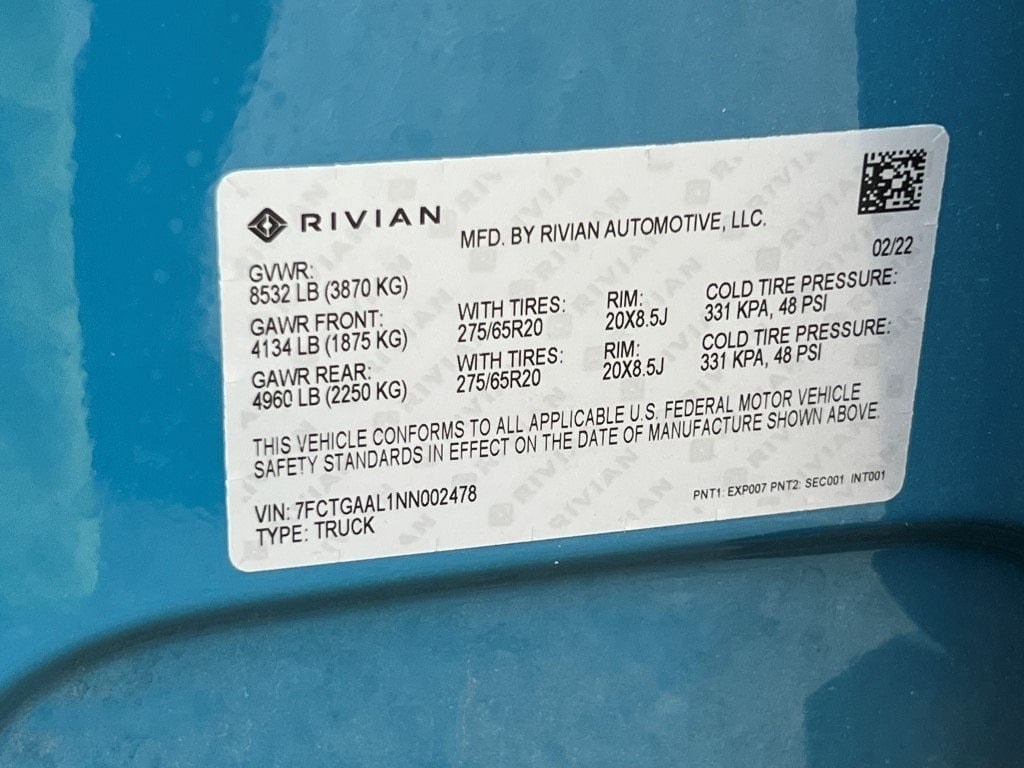 RIVIAN
MFD. BY RIVIAN AUTOMOTIVE, LLC.
02/22
GVWR:
8532 LB (3870 KG)
GAWR FRONT: WITH TIRES: RIM: COLD TIRE PRESSURE:
4134 LB (1875 KG) 275/65R20 20X8.5J 331 KPA, 48 PSI
GAWR REAR: WITH TIRES: RIM: COLD TIRE PRESSURE:
4960 LB (2250 KG) 275/65R20 20X8.5J 331 KPA, 48 PSI
THIS VEHICLE CONFORMS TO ALL APPLICABLE U.S. FEDERAL MOTOR VEHICLE
SAFETY STANDARDS IN EFFECT ON THE DATE OF MANUFACTURE SHOWN ABOVE.
VIN: 7FCTGAAL1NN002478 PNT1: EXP007 PNT2: SEC001 INT001
TYPE: TRUCK